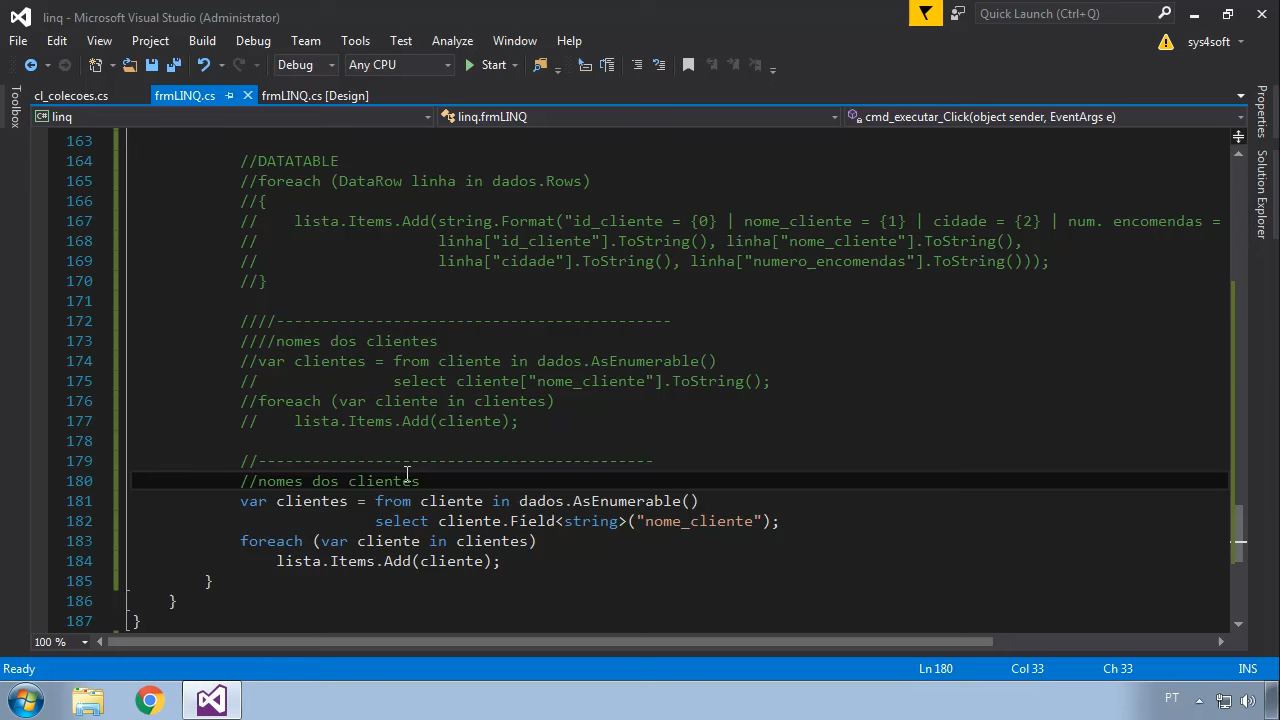 linq - Microsoft Visual Studio (Administrator)
Quick Launch (Ctrl+Q)
File Edit View Project Build Debug Team Tools Test Analyze Window Help
sys4soft
Debug Any CPU Start
cl_colecoes.cs frmLINQ.cs frmLINQ.cs [Design]
linq linq.frmLINQ cmd_executar_Click(object sender, EventArgs e)
Toolbox
Properties
Solution Explorer
163
164 //DATATABLE
165 //foreach (DataRow linha in dados.Rows)
166 //{
167 // lista.Items.Add(string.Format("id_cliente = {0} | nome_cliente = {1} | cidade = {2} | num. encomendas =
168 // linha["id_cliente"].ToString(), linha["nome_cliente"].ToString(),
169 // linha["cidade"].ToString(), linha["numero_encomendas"].ToString()));
170 //}
171
172 ////--------------------------------------------
173 ////nomes dos clientes
174 //var clientes = from cliente in dados.AsEnumerable()
175 // select cliente["nome_cliente"].ToString();
176 //foreach (var cliente in clientes)
177 // lista.Items.Add(cliente);
178
179 //--------------------------------------------
180 //nomes dos clientes
181 var clientes = from cliente in dados.AsEnumerable()
182 select cliente.Field<string>("nome_cliente");
183 foreach (var cliente in clientes)
184 lista.Items.Add(cliente);
185 }
186 }
187 }
100 %
Ready Ln 180 Col 33 Ch 33 INS
PT